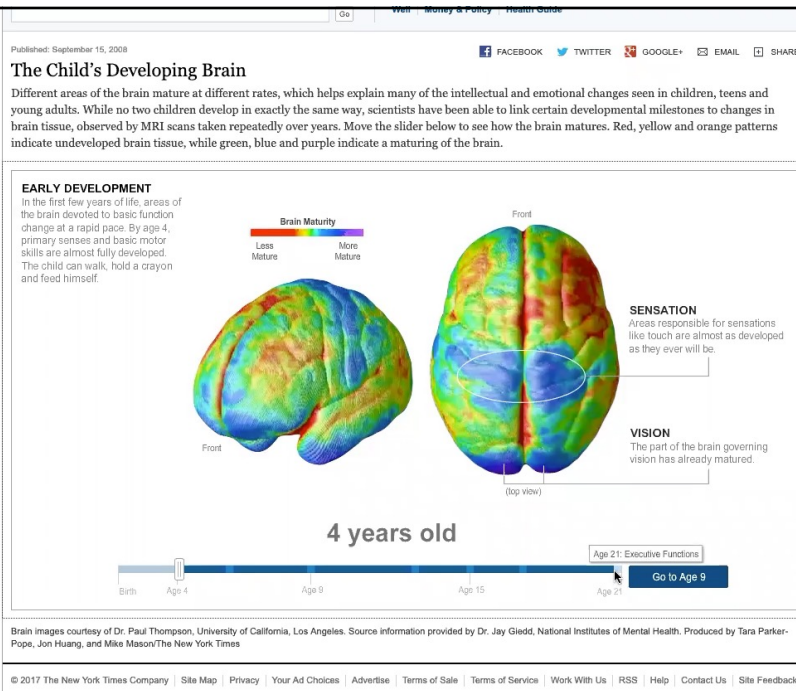 Go
Well Money & Policy Health Guide
Published: September 15, 2008
FACEBOOK TWITTER GOOGLE+ EMAIL SHARE
The Child's Developing Brain
Different areas of the brain mature at different rates, which helps explain many of the intellectual and emotional changes seen in children, teens and
young adults. While no two children develop in exactly the same way, scientists have been able to link certain developmental milestones to changes in
brain tissue, observed by MRI scans taken repeatedly over years. Move the slider below to see how the brain matures. Red, yellow and orange patterns
indicate undeveloped brain tissue, while green, blue and purple indicate a maturing of the brain.
EARLY DEVELOPMENT
In the first few years of life, areas of
the brain devoted to basic function
change at a rapid pace. By age 4,
primary senses and basic motor
skills are almost fully developed.
The child can walk, hold a crayon
and feed himself.
Brain Maturity
Less
Mature
More
Mature
Front
Front
SENSATION
Areas responsible for sensations
like touch are almost as developed
as they ever will be.
VISION
The part of the brain governing
vision has already matured.
(top view)
4 years old
Age 21: Executive Functions
Go to Age 9
Birth Age 4 Age 9 Age 15 Age 21
Brain images courtesy of Dr. Paul Thompson, University of California, Los Angeles. Source information provided by Dr. Jay Giedd, National Institutes of Mental Health. Produced by Tara Parker-
Pope, Jon Huang, and Mike Mason/The New York Times
© 2017 The New York Times Company Site Map Privacy Your Ad Choices Advertise Terms of Sale Terms of Service Work With Us RSS Help Contact Us Site Feedback